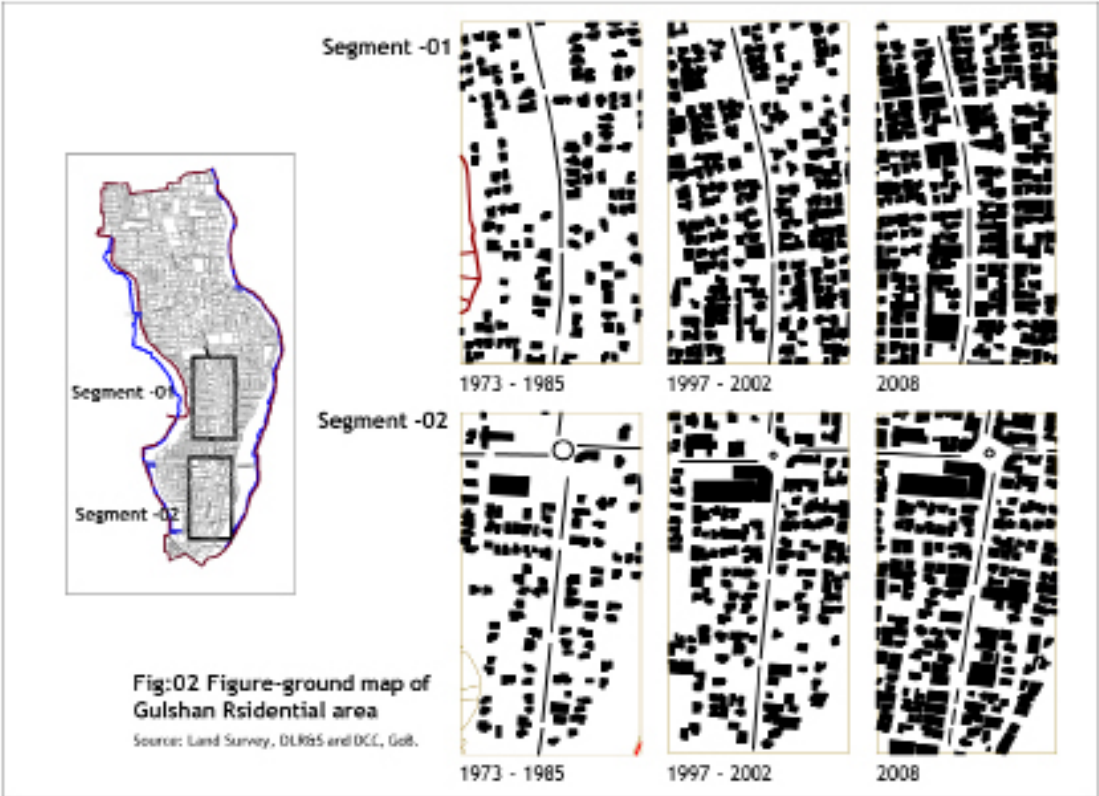 Segment -01
1973 - 1985
1997 - 2002
2008
Segment -01
Segment -02
Segment -02
1973 - 1985
1997 - 2002
2008
Fig:02 Figure-ground map of
Gulshan Rsidential area
Source: Land Survey, DLR&S and DCC, GoB.